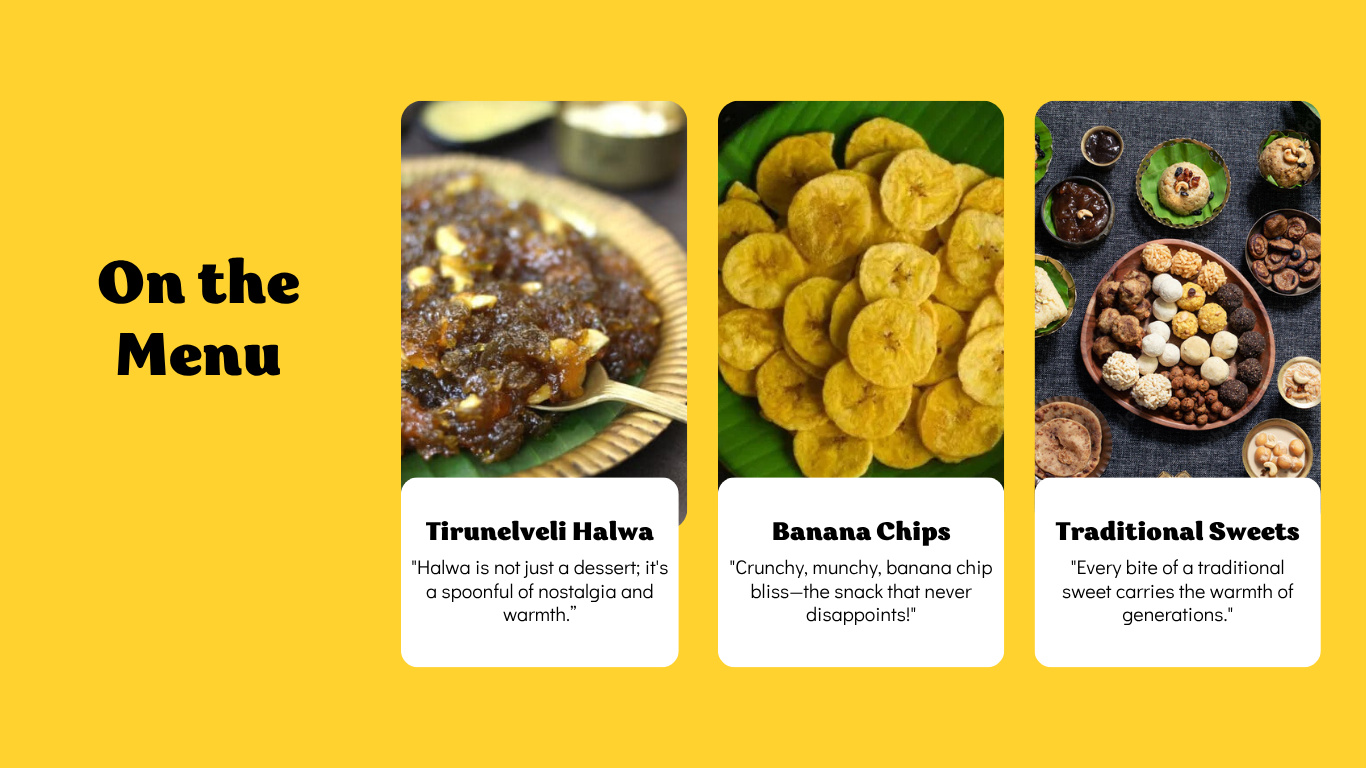 On the
Menu
Tirunelveli Halwa
"Halwa is not just a dessert; it's
a spoonful of nostalgia and
warmth.”
Banana Chips
"Crunchy, munchy, banana chip
bliss—the snack that never
disappoints!"
Traditional Sweets
"Every bite of a traditional
sweet carries the warmth of
generations."